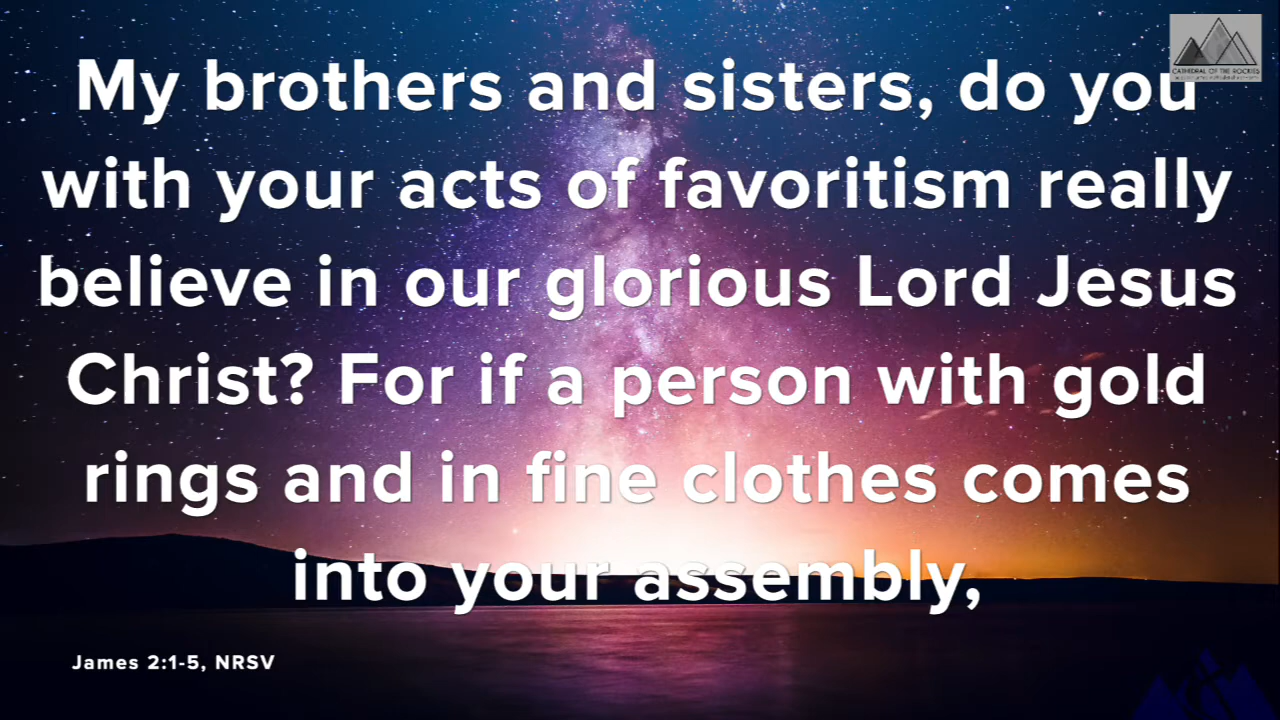 CATHEDRAL OF THE ROCKIES
My brothers and sisters, do you
with your acts of favoritism really
believe in our glorious Lord Jesus
Christ? For if a person with gold
rings and in fine clothes comes
into your assembly,
James 2:1-5, NRSV